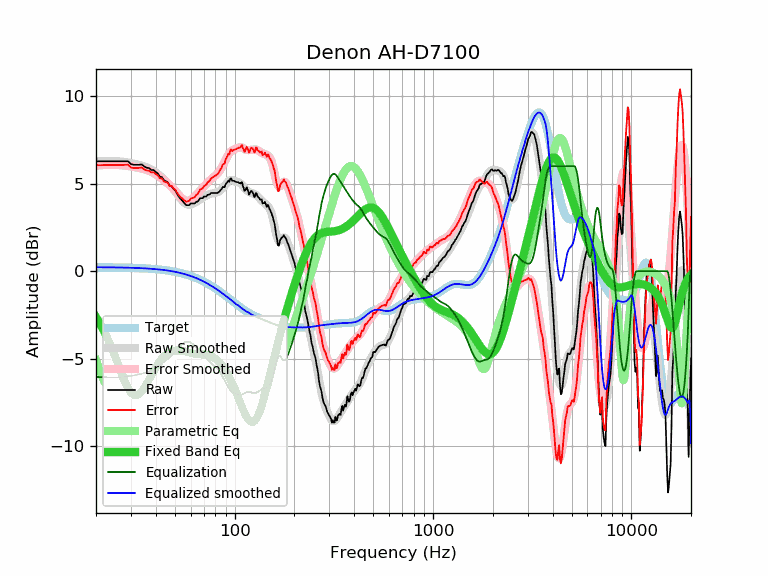 Denon AH-D7100
Amplitude (dBr)
10
5
0
−5
−10
Target
Raw Smoothed
Error Smoothed
Raw
Error
Parametric Eq
Fixed Band Eq
Equalization
Equalized smoothed
100
1000
10000
Frequency (Hz)